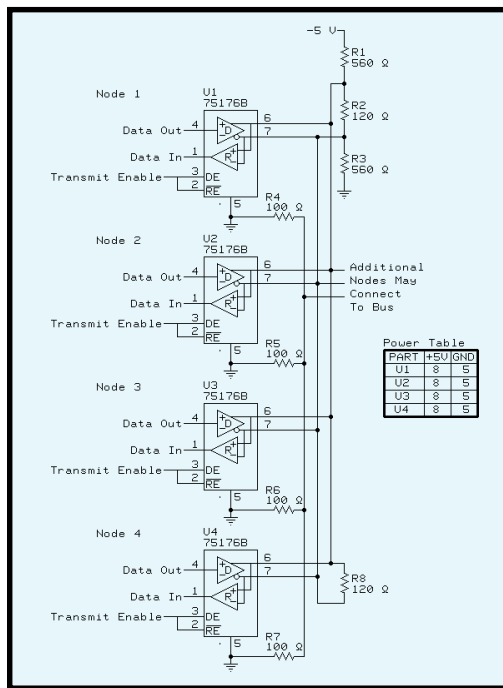 -5 V
R1
560 Ω
R2
120 Ω
R3
560 Ω
Node 1
U1
75176B
Data Out 4
D
6
7
Data In 1
R
Transmit Enable 3 DE
2 RE
5
R4
100 Ω
Node 2
U2
75176B
Data Out 4
D
6
7
Data In 1
R
Transmit Enable 3 DE
2 RE
5
R5
100 Ω
Additional
Nodes May
Connect
To Bus
Power Table
PART +5V GND
U1 8 5
U2 8 5
U3 8 5
U4 8 5
Node 3
U3
75176B
Data Out 4
D
6
7
Data In 1
R
Transmit Enable 3 DE
2 RE
5
R6
100 Ω
Node 4
U4
75176B
Data Out 4
D
6
7
Data In 1
R
Transmit Enable 3 DE
2 RE
5
R7
100 Ω
R8
120 Ω